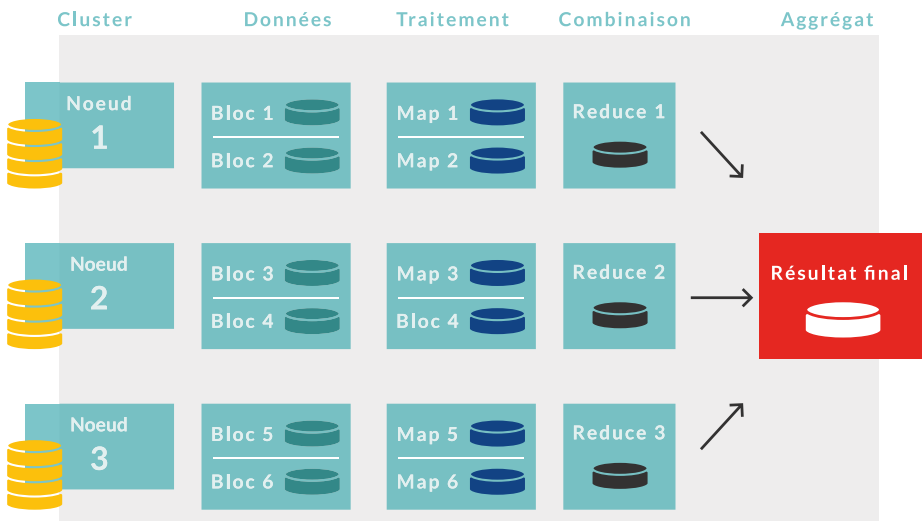 Cluster
Données
Traitement
Combinaison
Aggrégat
Noeud
1
Bloc 1
Bloc 2
Map 1
Map 2
Reduce 1
Noeud
2
Bloc 3
Bloc 4
Map 3
Bloc 4
Reduce 2
Résultat final
Noeud
3
Bloc 5
Bloc 6
Map 5
Map 6
Reduce 3